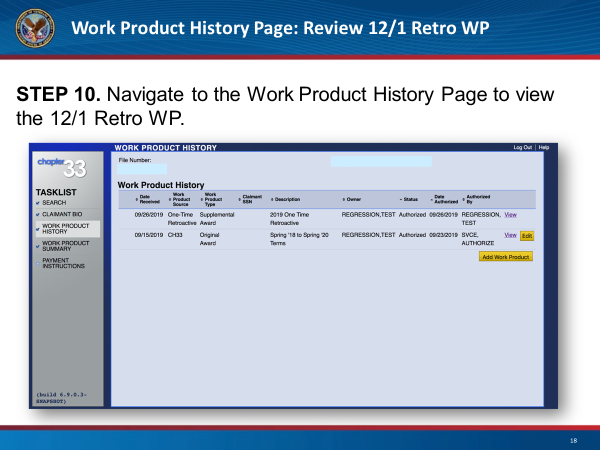 Work Product History Page: Review 12/1 Retro WP
STEP 10. Navigate to the Work Product History Page to view
the 12/1 Retro WP.
WORK PRODUCT HISTORY
Log Out | Help
chapter 33
File Number:
TASKLIST
SEARCH
CLAIMANT BIO
WORK PRODUCT
HISTORY
WORK PRODUCT
SUMMARY
PAYMENT
INSTRUCTIONS
Work Product History
Date Received Work Product Source Work Product Type Claimant SSN Description Owner Status Date Authorized Authorized By
09/26/2019 One-Time Supplemental 2019 One Time REGRESSION,TEST Authorized 09/26/2019 REGRESSION, View
Retroactive Award Retroactive TEST
09/15/2019 CH33 Original Spring '18 to Spring '20 REGRESSION,TEST Authorized 09/23/2019 SVCE, View Edit
Award Terms AUTHORIZE
Add Work Product
(build 6.9.0.3-
SNAPSHOT)
18